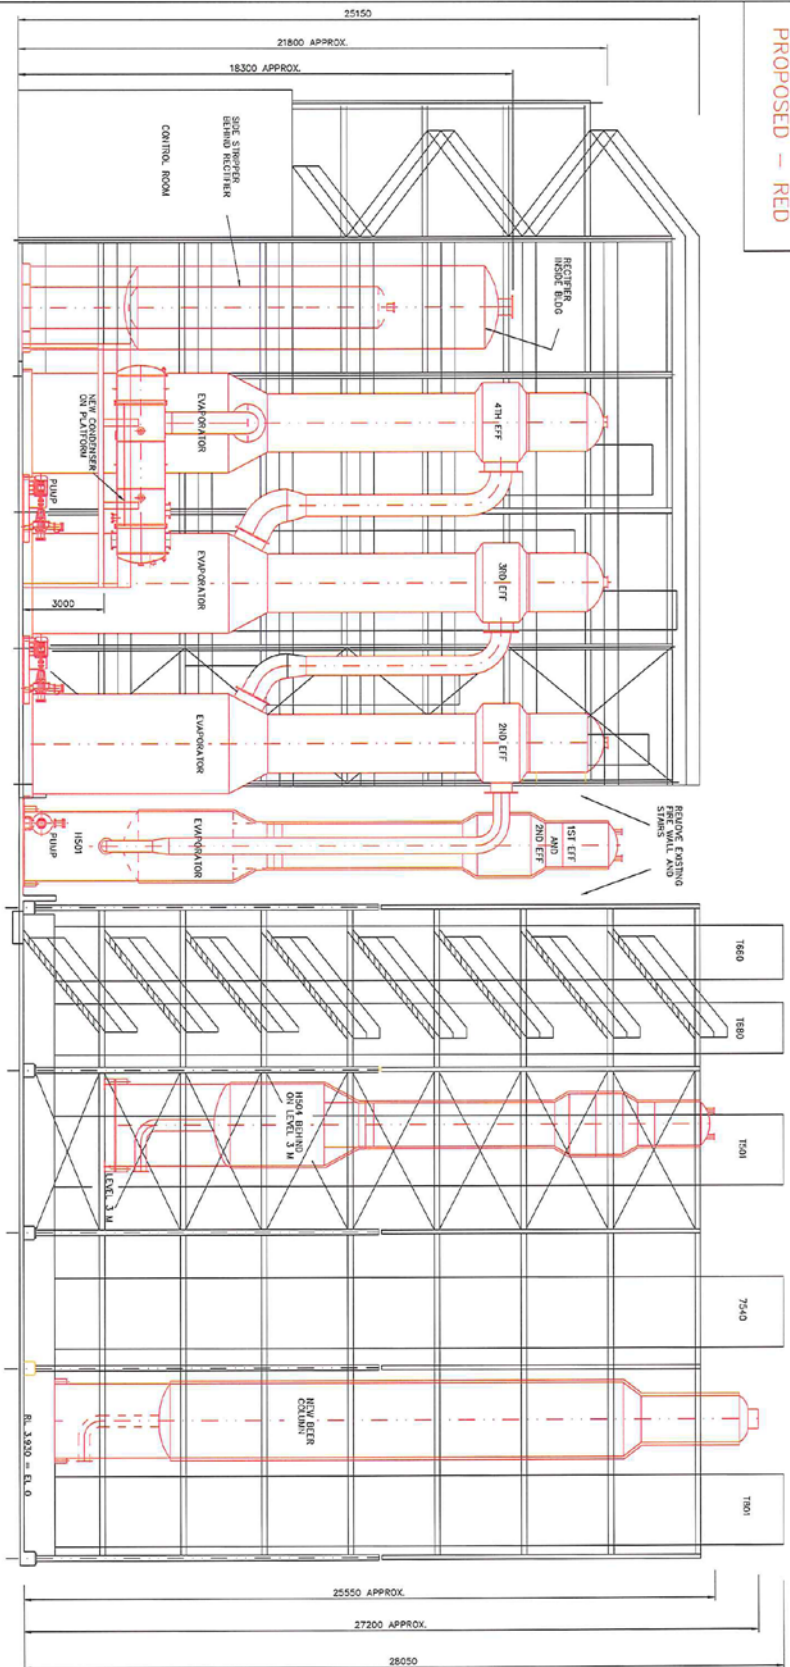 PROPOSED – RED
25150
21800 APPROX.
18300 APPROX.
SIDE STRIPPER
BEHIND RECTIFIER
CONTROL ROOM
RECTIFIER
INSIDE BLDG
4TH EFF
EVAPORATOR
NEW CONDENSER
ON PLATFORM
PUMP
3RD EFF
EVAPORATOR
3000
2ND EFF
EVAPORATOR
REMOVE EXISTING
FIRE WALL AND
STAIRS
1ST EFF
AND
2ND EFF
EVAPORATOR
H501
PUMP
T660
T680
T501
H504 BEHIND
ON LEVEL 3 M
LEVEL 3 M
7540
NEW BEER
COLUMN
RL 3.930 = EL 0
T801
25550 APPROX.
27200 APPROX.
28050